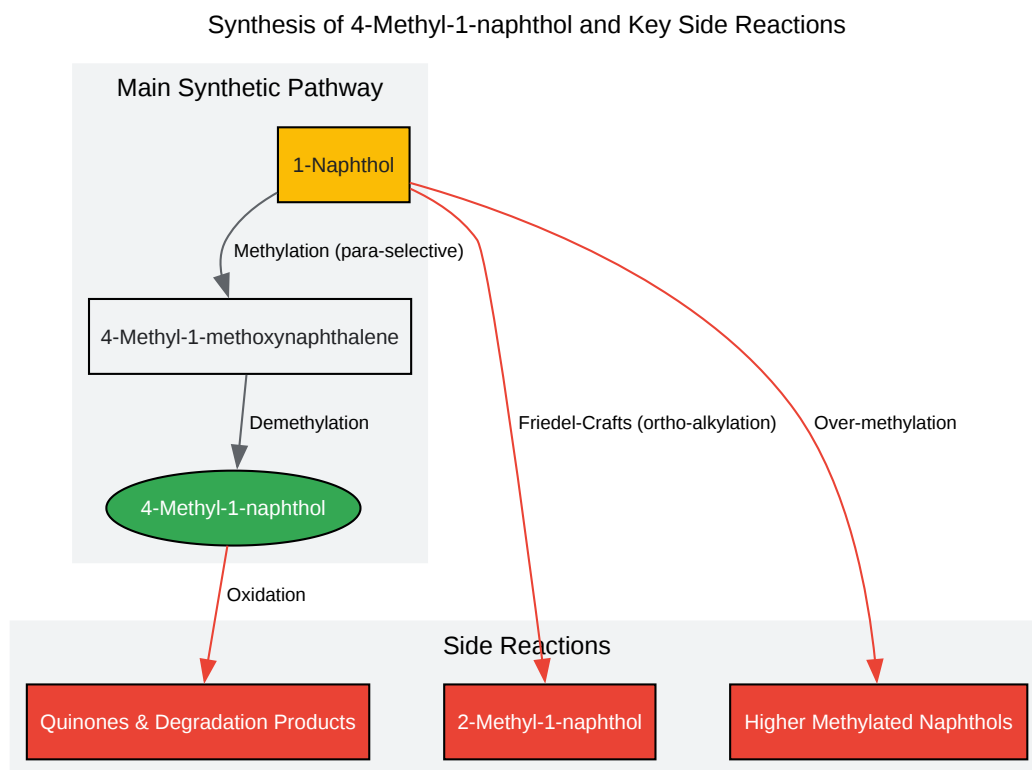 Synthesis of 4-Methyl-1-naphthol and Key Side Reactions
Main Synthetic Pathway
1-Naphthol
Methylation (para-selective)
4-Methyl-1-methoxynaphthalene
Demethylation
Friedel-Crafts (ortho-alkylation)
Over-methylation
4-Methyl-1-naphthol
Oxidation
Side Reactions
Quinones & Degradation Products
2-Methyl-1-naphthol
Higher Methylated Naphthols